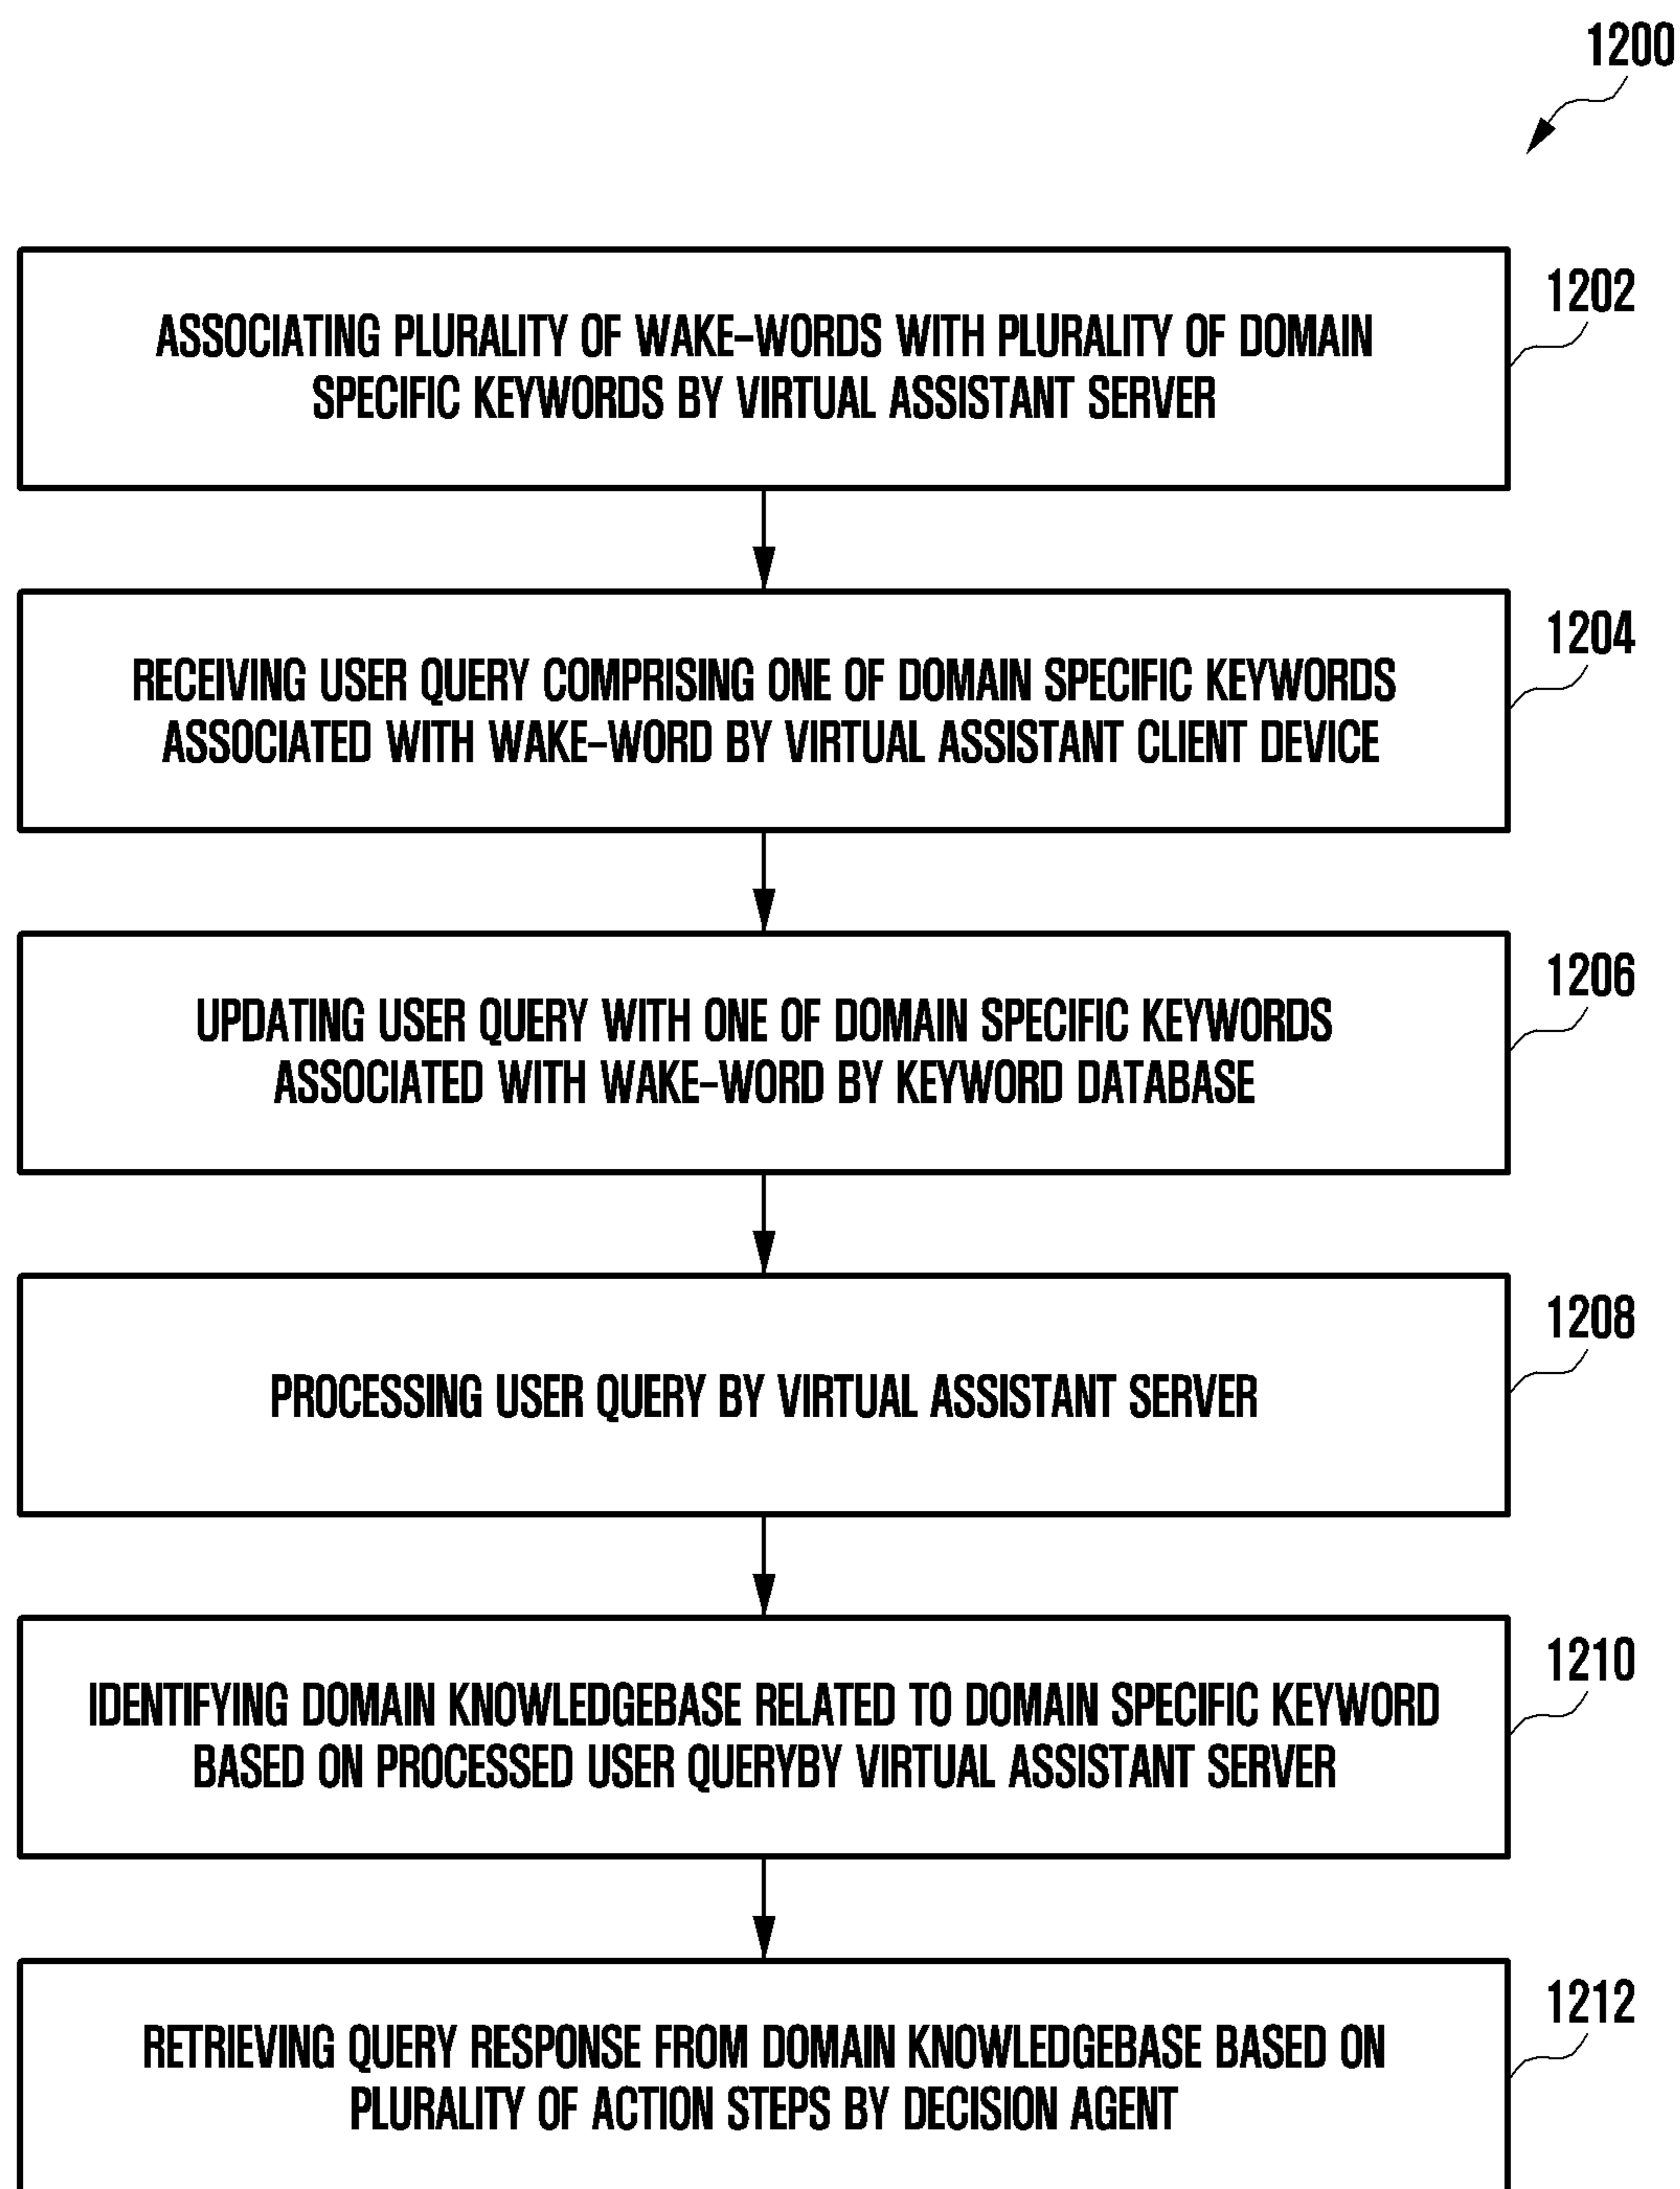 1200
1202
ASSOCIATING PLURALITY OF WAKE-WORDS WITH PLURALITY OF DOMAIN
SPECIFIC KEYWORDS BY VIRTUAL ASSISTANT SERVER
1204
RECEIVING USER QUERY COMPRISING ONE OF DOMAIN SPECIFIC KEYWORDS
ASSOCIATED WITH WAKE-WORD BY VIRTUAL ASSISTANT CLIENT DEVICE
1206
UPDATING USER QUERY WITH ONE OF DOMAIN SPECIFIC KEYWORDS
ASSOCIATED WITH WAKE-WORD BY KEYWORD DATABASE
1208
PROCESSING USER QUERY BY VIRTUAL ASSISTANT SERVER
1210
IDENTIFYING DOMAIN KNOWLEDGEBASE RELATED TO DOMAIN SPECIFIC KEYWORD
BASED ON PROCESSED USER QUERYBY VIRTUAL ASSISTANT SERVER
1212
RETRIEVING QUERY RESPONSE FROM DOMAIN KNOWLEDGEBASE BASED ON
PLURALITY OF ACTION STEPS BY DECISION AGENT